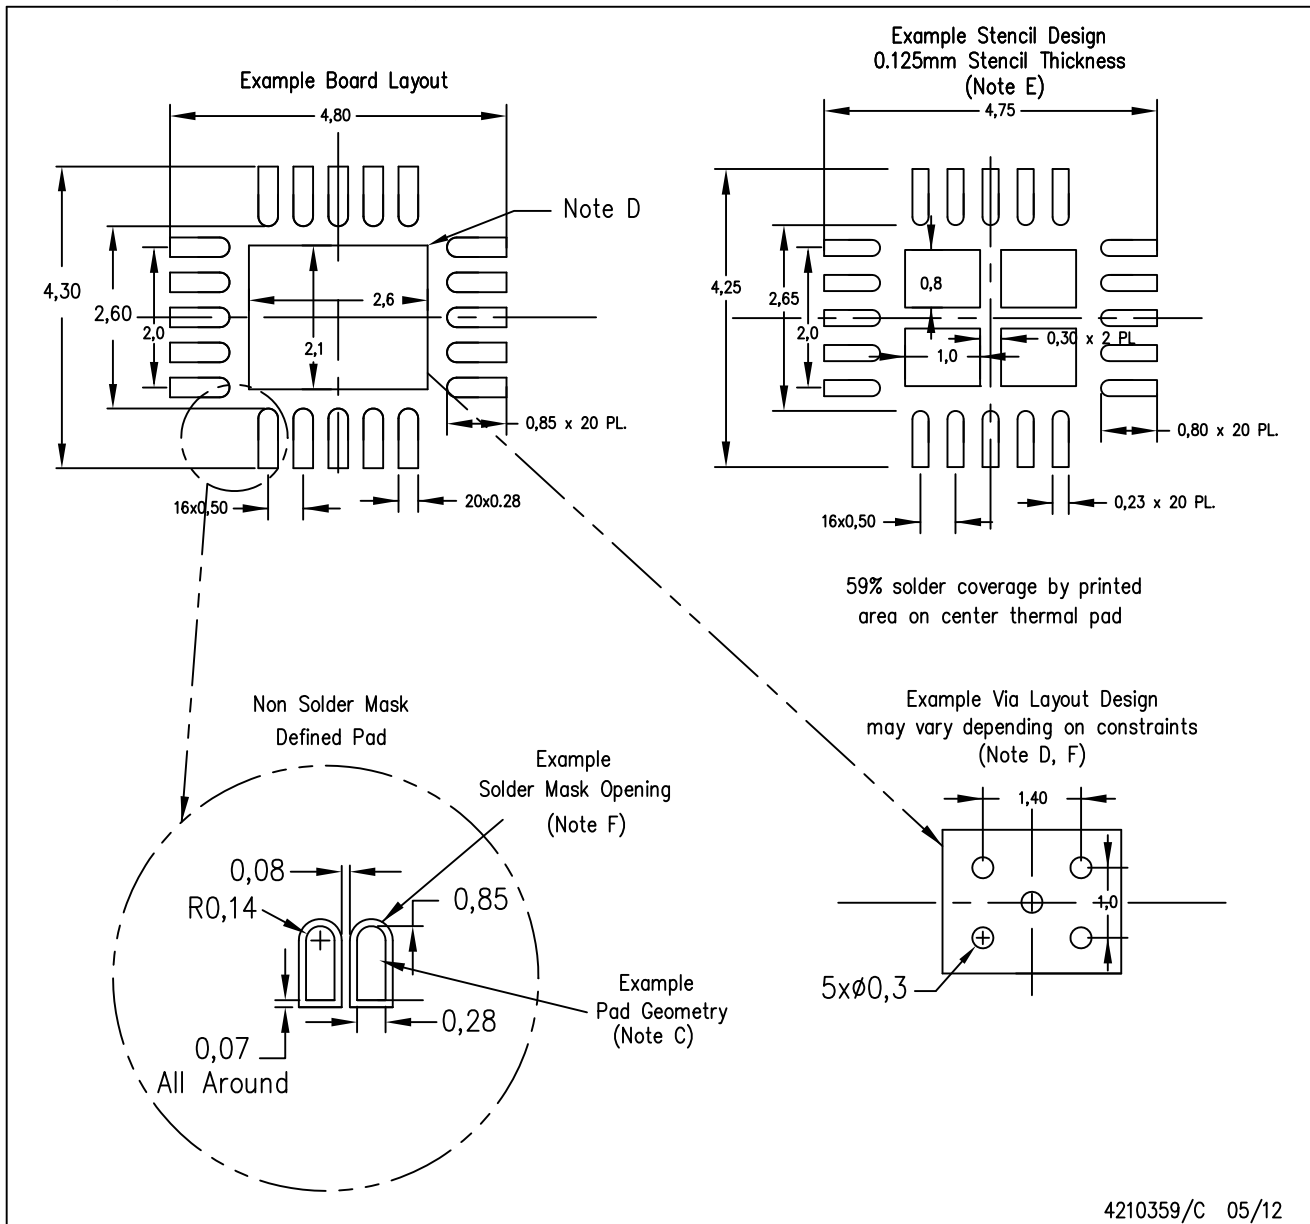 Example Board Layout
4,80
4,30
2,60
2,0
2,6
2,1
Note D
0,85 x 20 PL.
16x0,50
20x0.28
Example Stencil Design
0.125mm Stencil Thickness
(Note E)
4,75
4,25
2,65
2,0
0,8
0,30 x 2 PL
1,0
0,80 x 20 PL.
0,23 x 20 PL.
16x0,50
59% solder coverage by printed
area on center thermal pad
Non Solder Mask
Defined Pad
Example
Solder Mask Opening
(Note F)
0,08
R0,14
0,85
Example
Pad Geometry
(Note C)
0,28
0,07
All Around
Example Via Layout Design
may vary depending on constraints
(Note D, F)
1,40
1,0
5xø0,3
4210359/C 05/12